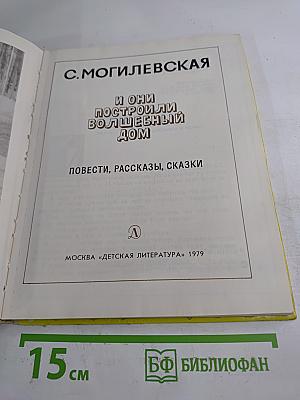 С. МОГИЛЕВСКАЯ
И ОНИ
ПОСТРОИЛИ
ВОЛШЕБНЫЙ
ДОМ
ПОВЕСТИ, РАССКАЗЫ, СКАЗКИ
МОСКВА «ДЕТСКАЯ ЛИТЕРАТУРА» 1979
15 см
БФ БИБЛИОФАН